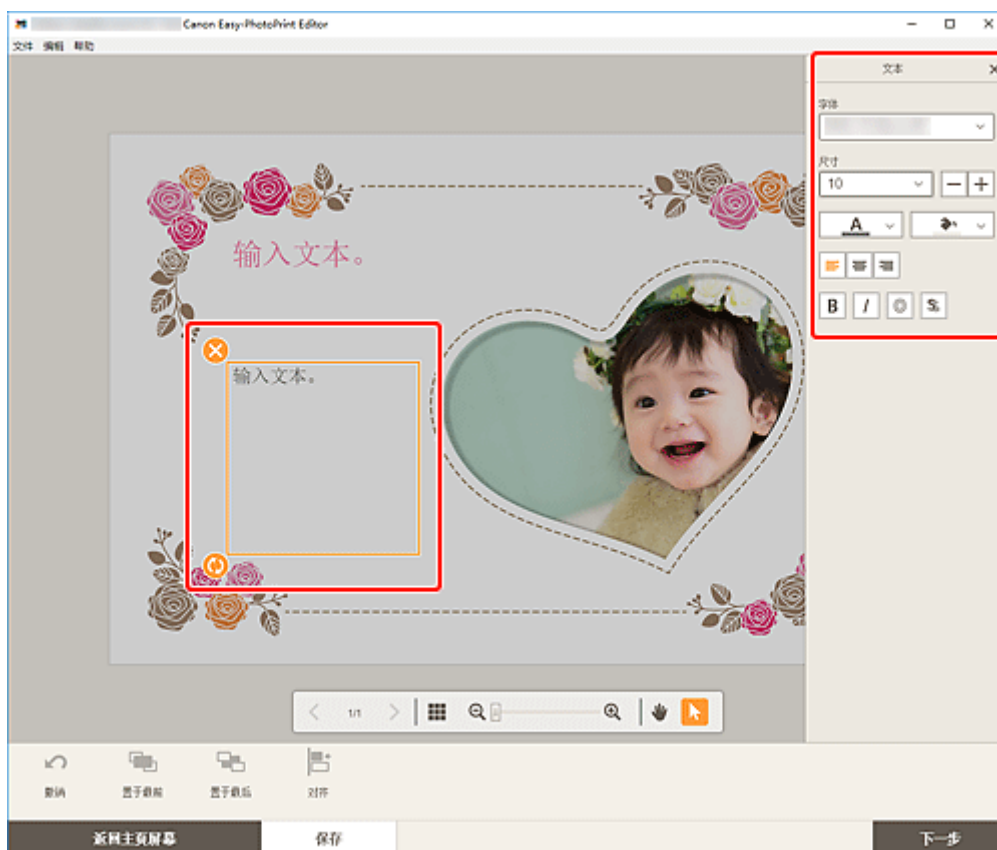 Canon Easy-PhotoPrint Editor
文件 编辑 帮助
文本
字体
尺寸
10
A
B I S
输入文本。
输入文本。
1/1
撤销 置于最前 置于最后 对齐
返回主页屏幕 保存 下一步